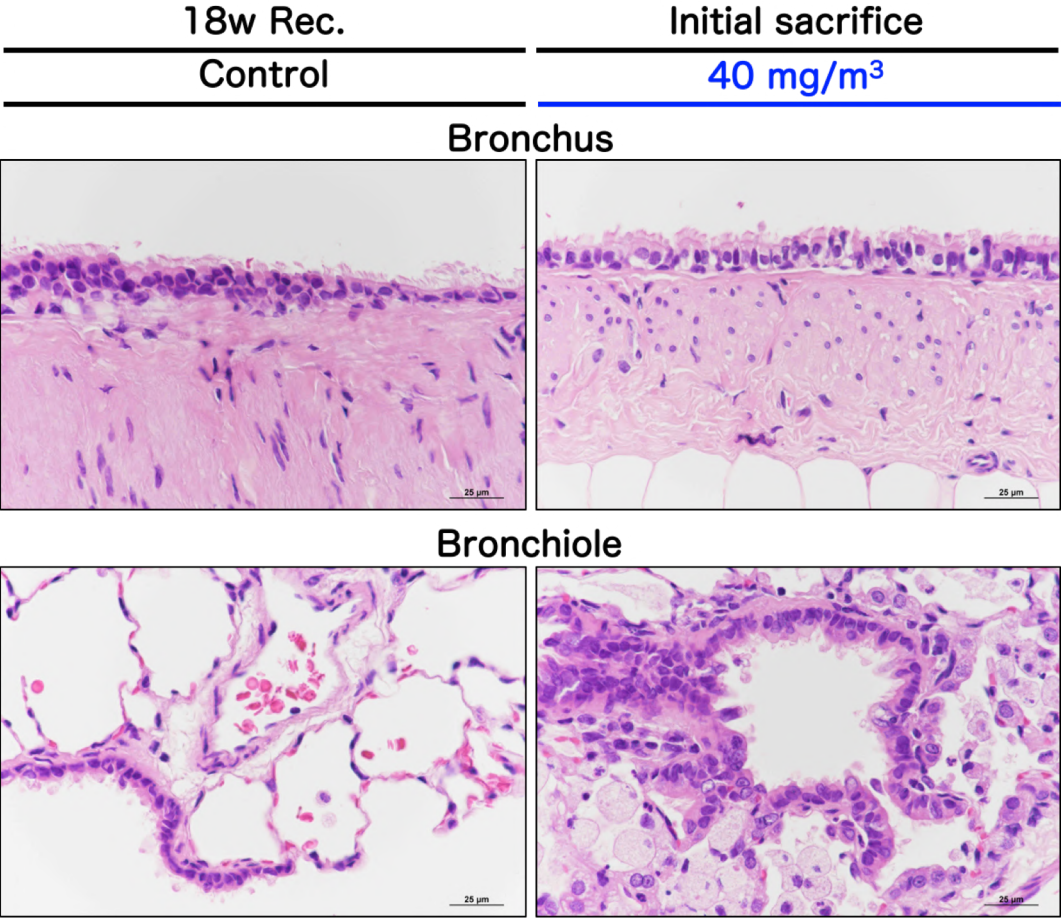 18w Rec.
Initial sacrifice
Control
40 mg/m³
Bronchus
25 µm
25 µm
Bronchiole
25 µm
25 µm